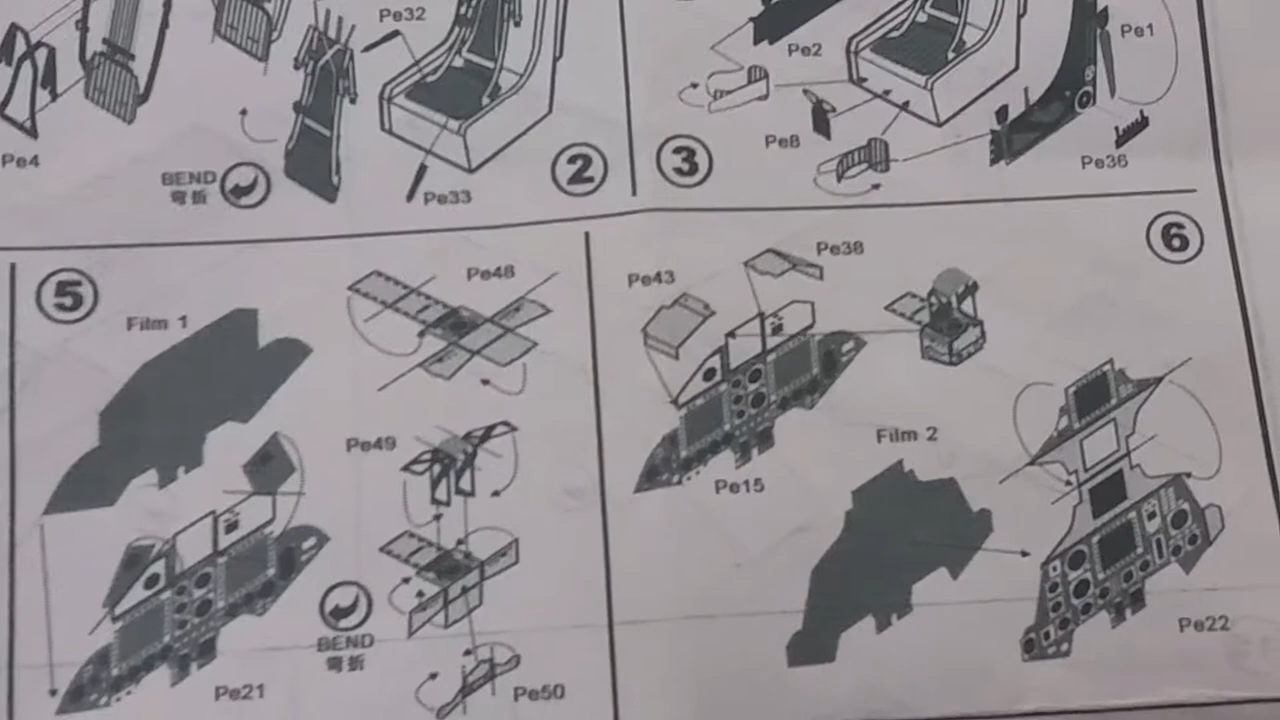 Pe32
Pe4
BEND
弯折
Pe33
2
Pe2
Pe1
Pe8
3
Pe36
5
Film 1
Pe48
Pe49
BEND
弯折
Pe21
Pe50
6
Pe43
Pe38
Film 2
Pe15
Pe22